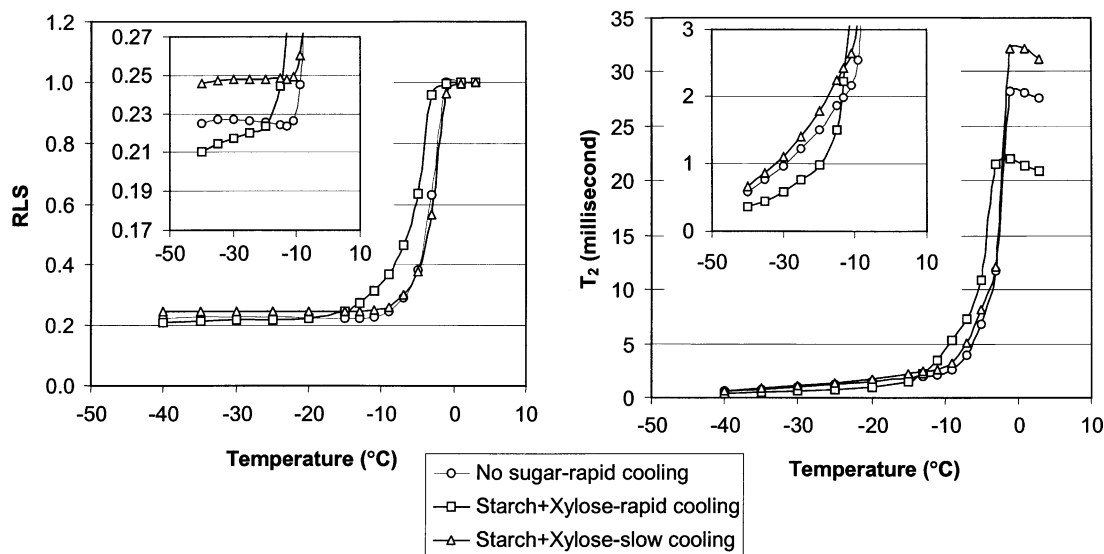 1.2
1.0
0.8
0.6
0.4
0.2
0.0
RLS
-50 -40 -30 -20 -10 0 10
Temperature (°C)
0.27
0.25
0.23
0.21
0.19
0.17
-50 -30 -10 10
35
30
25
20
15
10
5
0
T2 (millisecond)
-50 -40 -30 -20 -10 0 10
Temperature (°C)
3
2
1
0
-50 -30 -10 10
No sugar-rapid cooling
Starch+Xylose-rapid cooling
Starch+Xylose-slow cooling